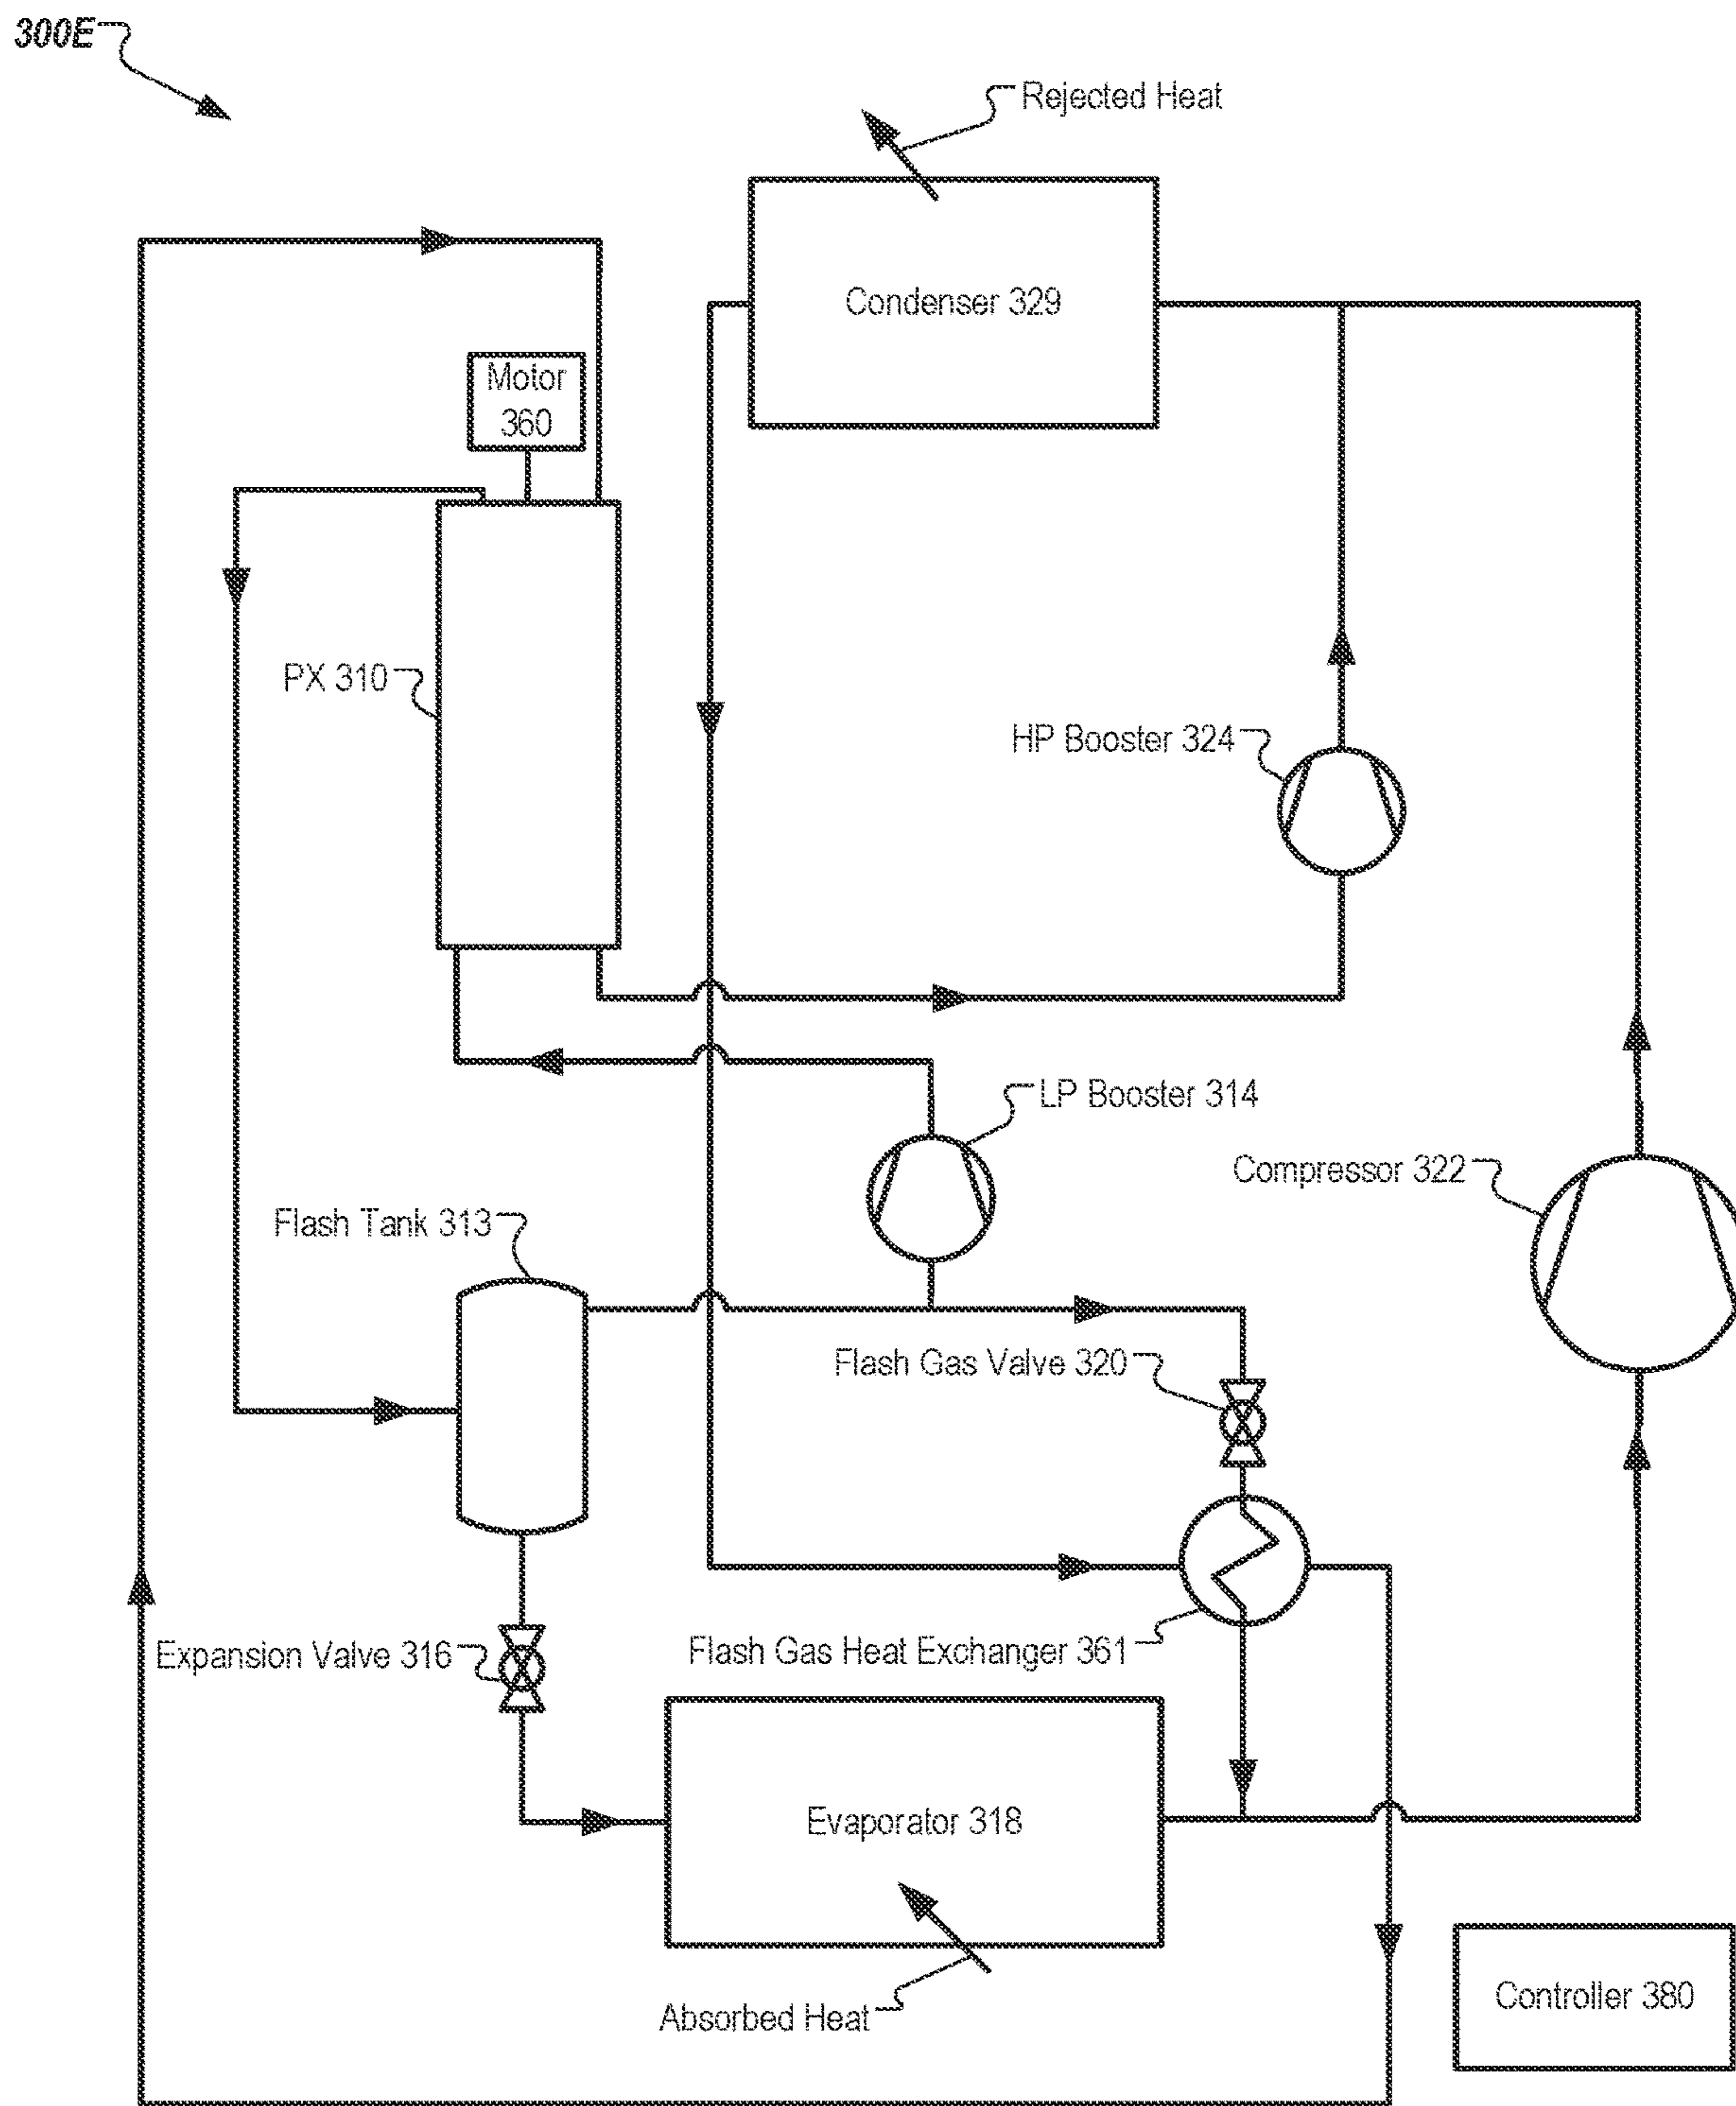 300E
Rejected Heat
Condenser 329
Motor
360
PX 310
HP Booster 324
LP Booster 314
Compressor 322
Flash Tank 313
Flash Gas Valve 320
Expansion Valve 316
Flash Gas Heat Exchanger 361
Evaporator 318
Controller 380
Absorbed Heat